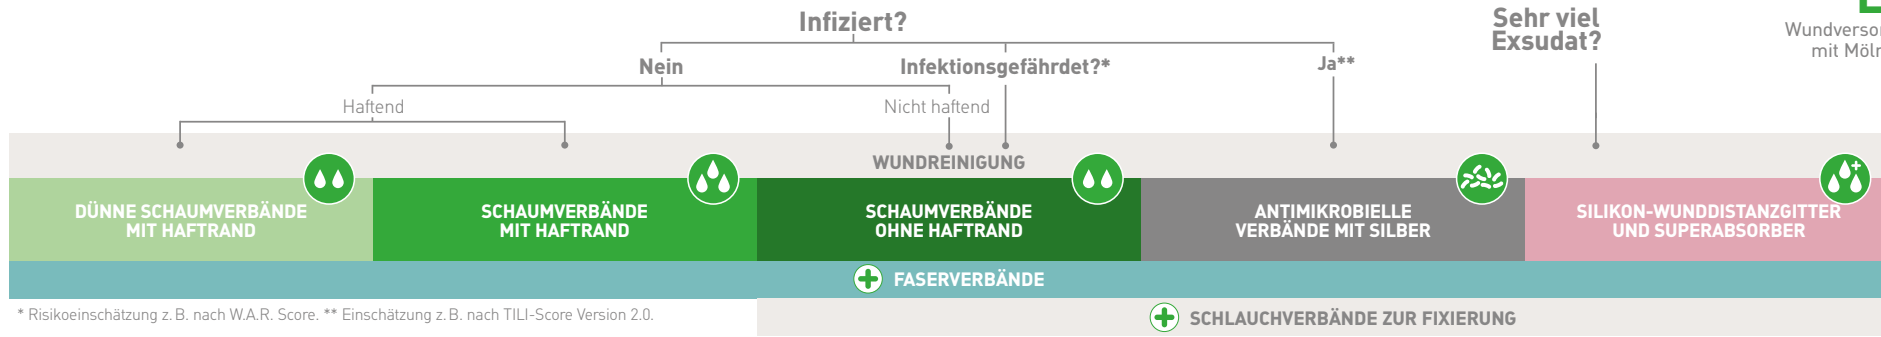 Infiziert?
Sehr viel
Exsudat?
mit
Nein
Infektionsgefährdet?*
Ja**
Haftend
Nicht haftend
WUNDREINIGUNG
DÜNNE SCHAUMVERBÄNDE
MIT HAFTRAND
SCHAUMVERBÄNDE
MIT HAFTRAND
SCHAUMVERBÄNDE
OHNE HAFTRAND
ANTIMIKROBIELLE
VERBÄNDE MIT SILBER
SILIKON-WUNDDISTANZGITTER
UND SUPERABSORBER
FASERVERBÄNDE
* Risikoeinschätzung z. B. nach W.A.R. Score. ** Einschätzung z. B. nach TILI-Score Version 2.0.
SCHLAUCHVERBÄNDE ZUR FIXIERUNG